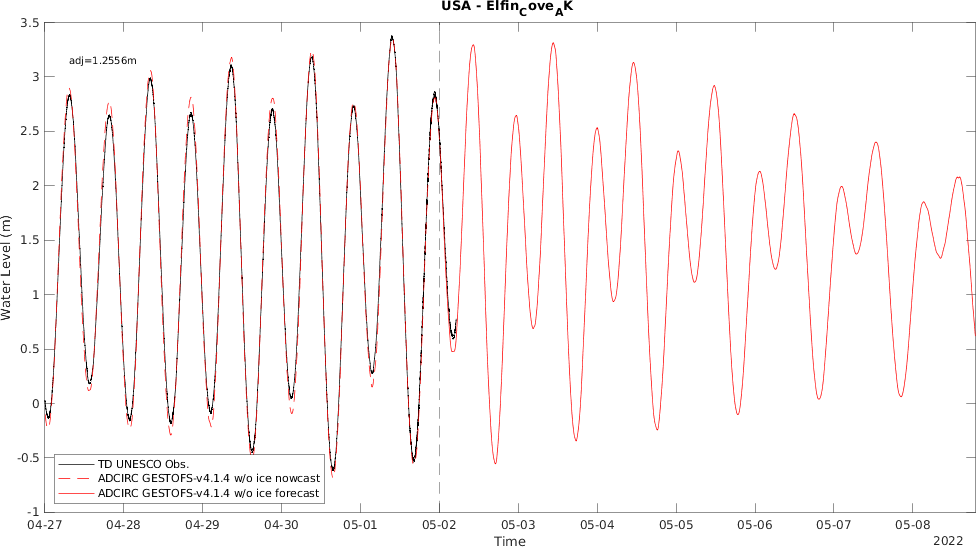 USA - Elfin_Cove_AK
adj=1.2556m
Water Level (m)
3.5
3
2.5
2
1.5
1
0.5
0
-0.5
-1
TD UNESCO Obs.
ADCIRC GESTOFS-v4.1.4 w/o ice nowcast
ADCIRC GESTOFS-v4.1.4 w/o ice forecast
04-27 04-28 04-29 04-30 05-01 05-02 05-03 05-04 05-05 05-06 05-07 05-08
Time
2022